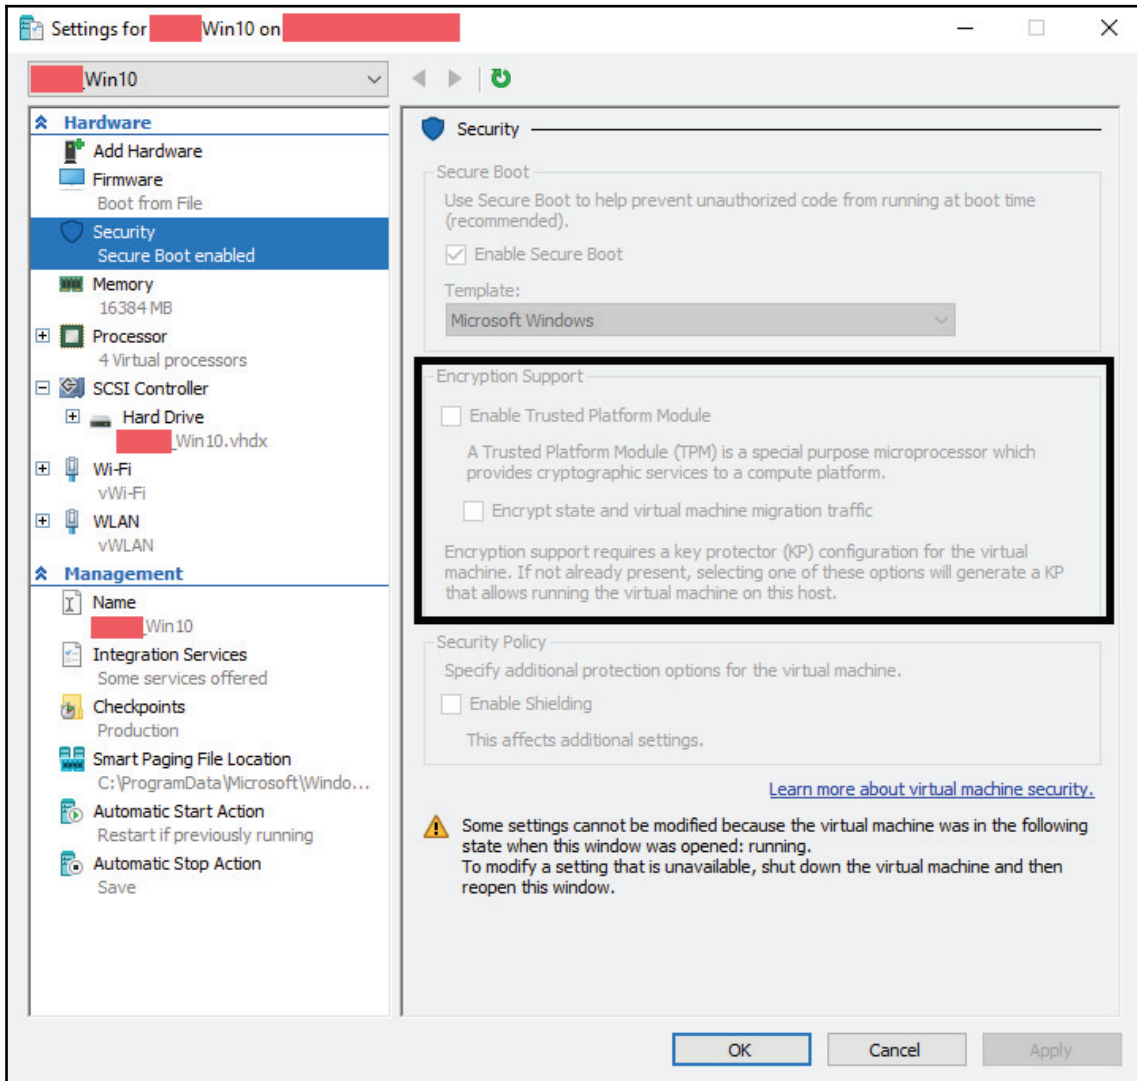 Settings for Win10 on
_Win10
Hardware
Add Hardware
Firmware
Boot from File
Security
Secure Boot enabled
Memory
16384 MB
Processor
4 Virtual processors
SCSI Controller
Hard Drive
_Win10.vhdx
Wi-Fi
vWi-Fi
WLAN
vWLAN
Management
Name
_Win10
Integration Services
Some services offered
Checkpoints
Production
Smart Paging File Location
C:\ProgramData\Microsoft\Windo...
Automatic Start Action
Restart if previously running
Automatic Stop Action
Save
Security
Secure Boot
Use Secure Boot to help prevent unauthorized code from running at boot time
(recommended).
Enable Secure Boot
Template:
Microsoft Windows
Encryption Support
Enable Trusted Platform Module
A Trusted Platform Module (TPM) is a special purpose microprocessor which
provides cryptographic services to a compute platform.
Encrypt state and virtual machine migration traffic
Encryption support requires a key protector (KP) configuration for the virtual
machine. If not already present, selecting one of these options will generate a KP
that allows running the virtual machine on this host.
Security Policy
Specify additional protection options for the virtual machine.
Enable Shielding
This affects additional settings.
Learn more about virtual machine security.
Some settings cannot be modified because the virtual machine was in the following
state when this window was opened: running.
To modify a setting that is unavailable, shut down the virtual machine and then
reopen this window.
OK
Cancel
Apply